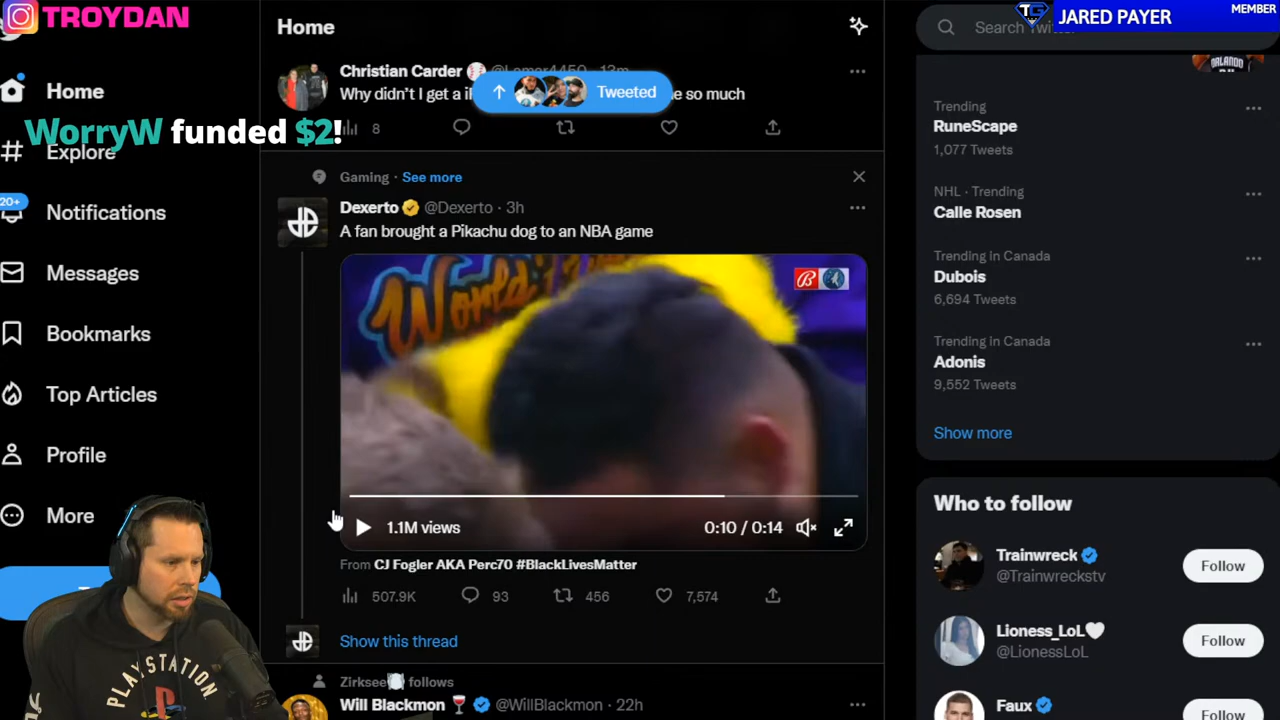 TROYDAN
Home
TG
JARED PAYER
MEMBER
Search Twitter
Christian Carder @Lamar4450 · 13m
Why didn't I get a
e so much
Tweeted
8
WorryW funded $2!
Home
Explore
20+
Notifications
Messages
Bookmarks
Top Articles
Profile
More
Gaming · See more
Dexerto @Dexerto · 3h
A fan brought a Pikachu dog to an NBA game
World
1.1M views
0:10 / 0:14
From CJ Fogler AKA Perc70 #BlackLivesMatter
507.9K
93
456
7,574
Show this thread
Zirksee follows
Will Blackmon @WillBlackmon · 22h
ORLANDO
Trending
RuneScape
1,077 Tweets
NHL · Trending
Calle Rosen
Trending in Canada
Dubois
6,694 Tweets
Trending in Canada
Adonis
9,552 Tweets
Show more
Who to follow
Trainwreck
@Trainwreckstv
Follow
Lioness_LoL
@LionessLoL
Follow
Faux
Follow
PLAYSTATION